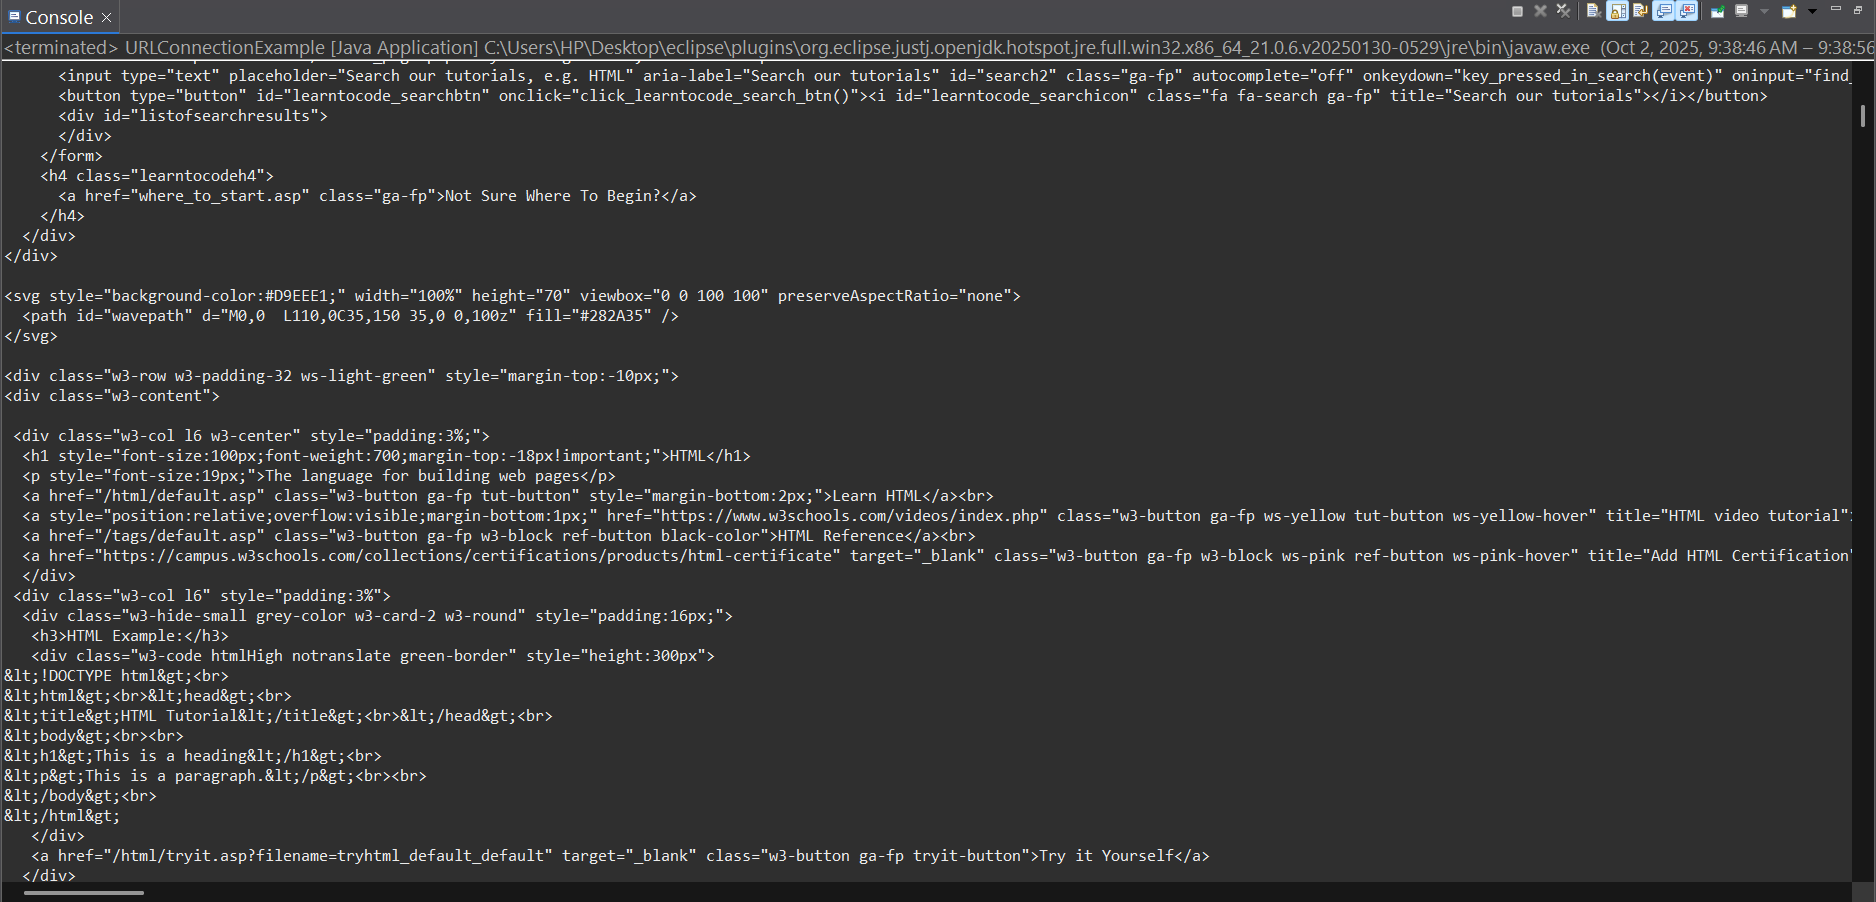 Console
<terminated> URLConnectionExample [Java Application] C:\Users\HP\Desktop\eclipse\plugins\org.eclipse.justj.openjdk.hotspot.jre.full.win32.x86_64_21.0.6.v20250130-0529\jre\bin\javaw.exe (Oct 2, 2025, 9:38:46 AM – 9:38:56
<input type="text" placeholder="Search our tutorials, e.g. HTML" aria-label="Search our tutorials" id="search2" class="ga-fp" autocomplete="off" onkeydown="key_pressed_in_search(event)" oninput="find_
<button type="button" id="learntocode_searchbtn" onclick="click_learntocode_search_btn()"><i id="learntocode_searchicon" class="fa fa-search ga-fp" title="Search our tutorials"></i></button>
<div id="listofsearchresults">
</div>
</form>
<h4 class="learntocodeh4">
<a href="where_to_start.asp" class="ga-fp">Not Sure Where To Begin?</a>
</h4>
</div>
</div>
<svg style="background-color:#D9EEE1;" width="100%" height="70" viewbox="0 0 100 100" preserveAspectRatio="none">
<path id="wavepath" d="M0,0  L110,0C35,150 35,0 0,100z" fill="#282A35" />
</svg>
<div class="w3-row w3-padding-32 ws-light-green" style="margin-top:-10px;">
<div class="w3-content">
<div class="w3-col l6 w3-center" style="padding:3%;">
<h1 style="font-size:100px;font-weight:700;margin-top:-18px!important;">HTML</h1>
<p style="font-size:19px;">The language for building web pages</p>
<a href="/html/default.asp" class="w3-button ga-fp tut-button" style="margin-bottom:2px;">Learn HTML</a><br>
<a style="position:relative;overflow:visible;margin-bottom:1px;" href="https://www.w3schools.com/videos/index.php" class="w3-button ga-fp ws-yellow tut-button ws-yellow-hover" title="HTML video tutorial"
<a href="/tags/default.asp" class="w3-button ga-fp w3-block ref-button black-color">HTML Reference</a><br>
<a href="https://campus.w3schools.com/collections/certifications/products/html-certificate" target="_blank" class="w3-button ga-fp w3-block ws-pink ref-button ws-pink-hover" title="Add HTML Certification"
</div>
<div class="w3-col l6" style="padding:3%">
<div class="w3-hide-small grey-color w3-card-2 w3-round" style="padding:16px;">
<h3>HTML Example:</h3>
<div class="w3-code htmlHigh notranslate green-border" style="height:300px">
&lt;!DOCTYPE html&gt;<br>
&lt;html&gt;<br>&lt;head&gt;<br>
&lt;title&gt;HTML Tutorial&lt;/title&gt;<br>&lt;/head&gt;<br>
&lt;body&gt;<br><br>
&lt;h1&gt;This is a heading&lt;/h1&gt;<br>
&lt;p&gt;This is a paragraph.&lt;/p&gt;<br><br>
&lt;/body&gt;<br>
&lt;/html&gt;
</div>
<a href="/html/tryit.asp?filename=tryhtml_default_default" target="_blank" class="w3-button ga-fp tryit-button">Try it Yourself</a>
</div>